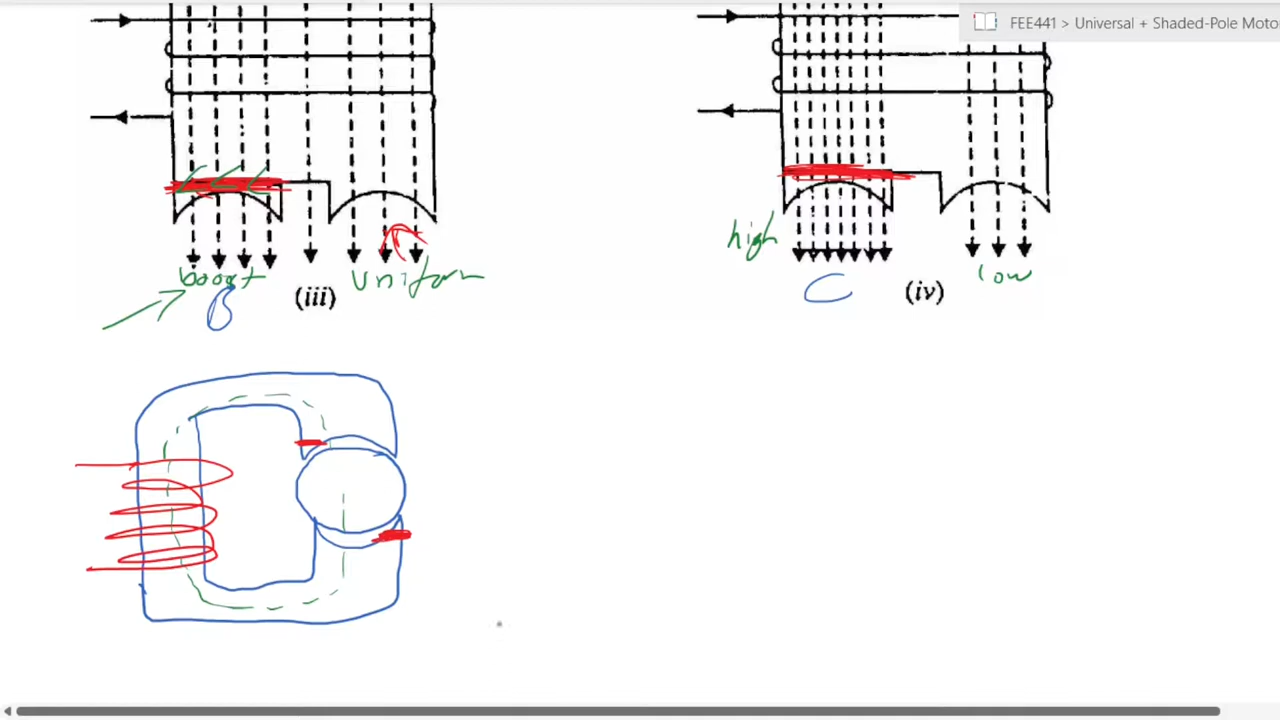 FEE441 > Universal + Shaded-Pole Moto
high
boost
uniform
low
B
(iii)
C
(iv)